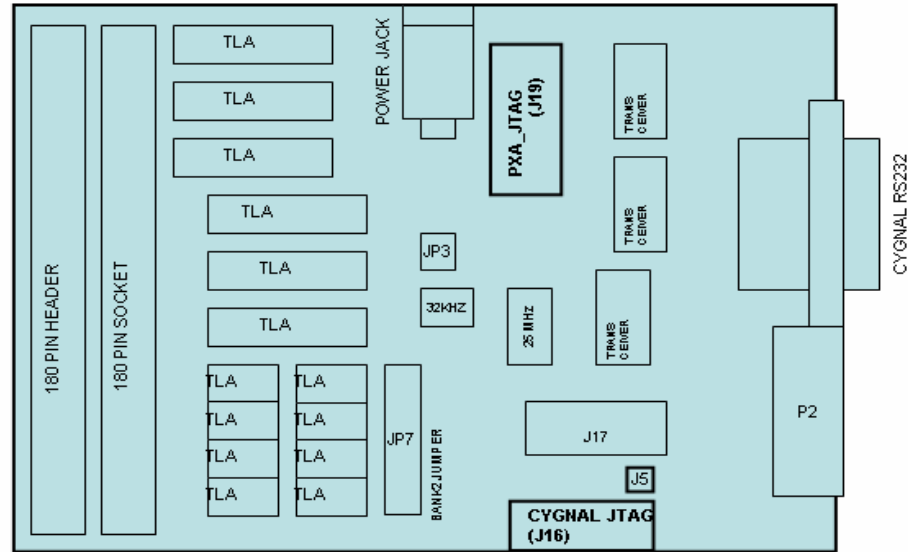 180 PIN HEADER
180 PIN SOCKET
TLA
TLA
TLA
TLA
TLA
TLA
TLA
TLA
TLA
TLA
TLA
TLA
TLA
TLA
POWER JACK
JP3
32KHZ
JP7
BANK2 JUMPER
PXA_JTAG
(J19)
25 MHz
TRANS
CEIVER
TRANS
CEIVER
TRANS
CEIVER
J17
J5
CYGNAL JTAG
(J16)
P2
CYGNAL RS232